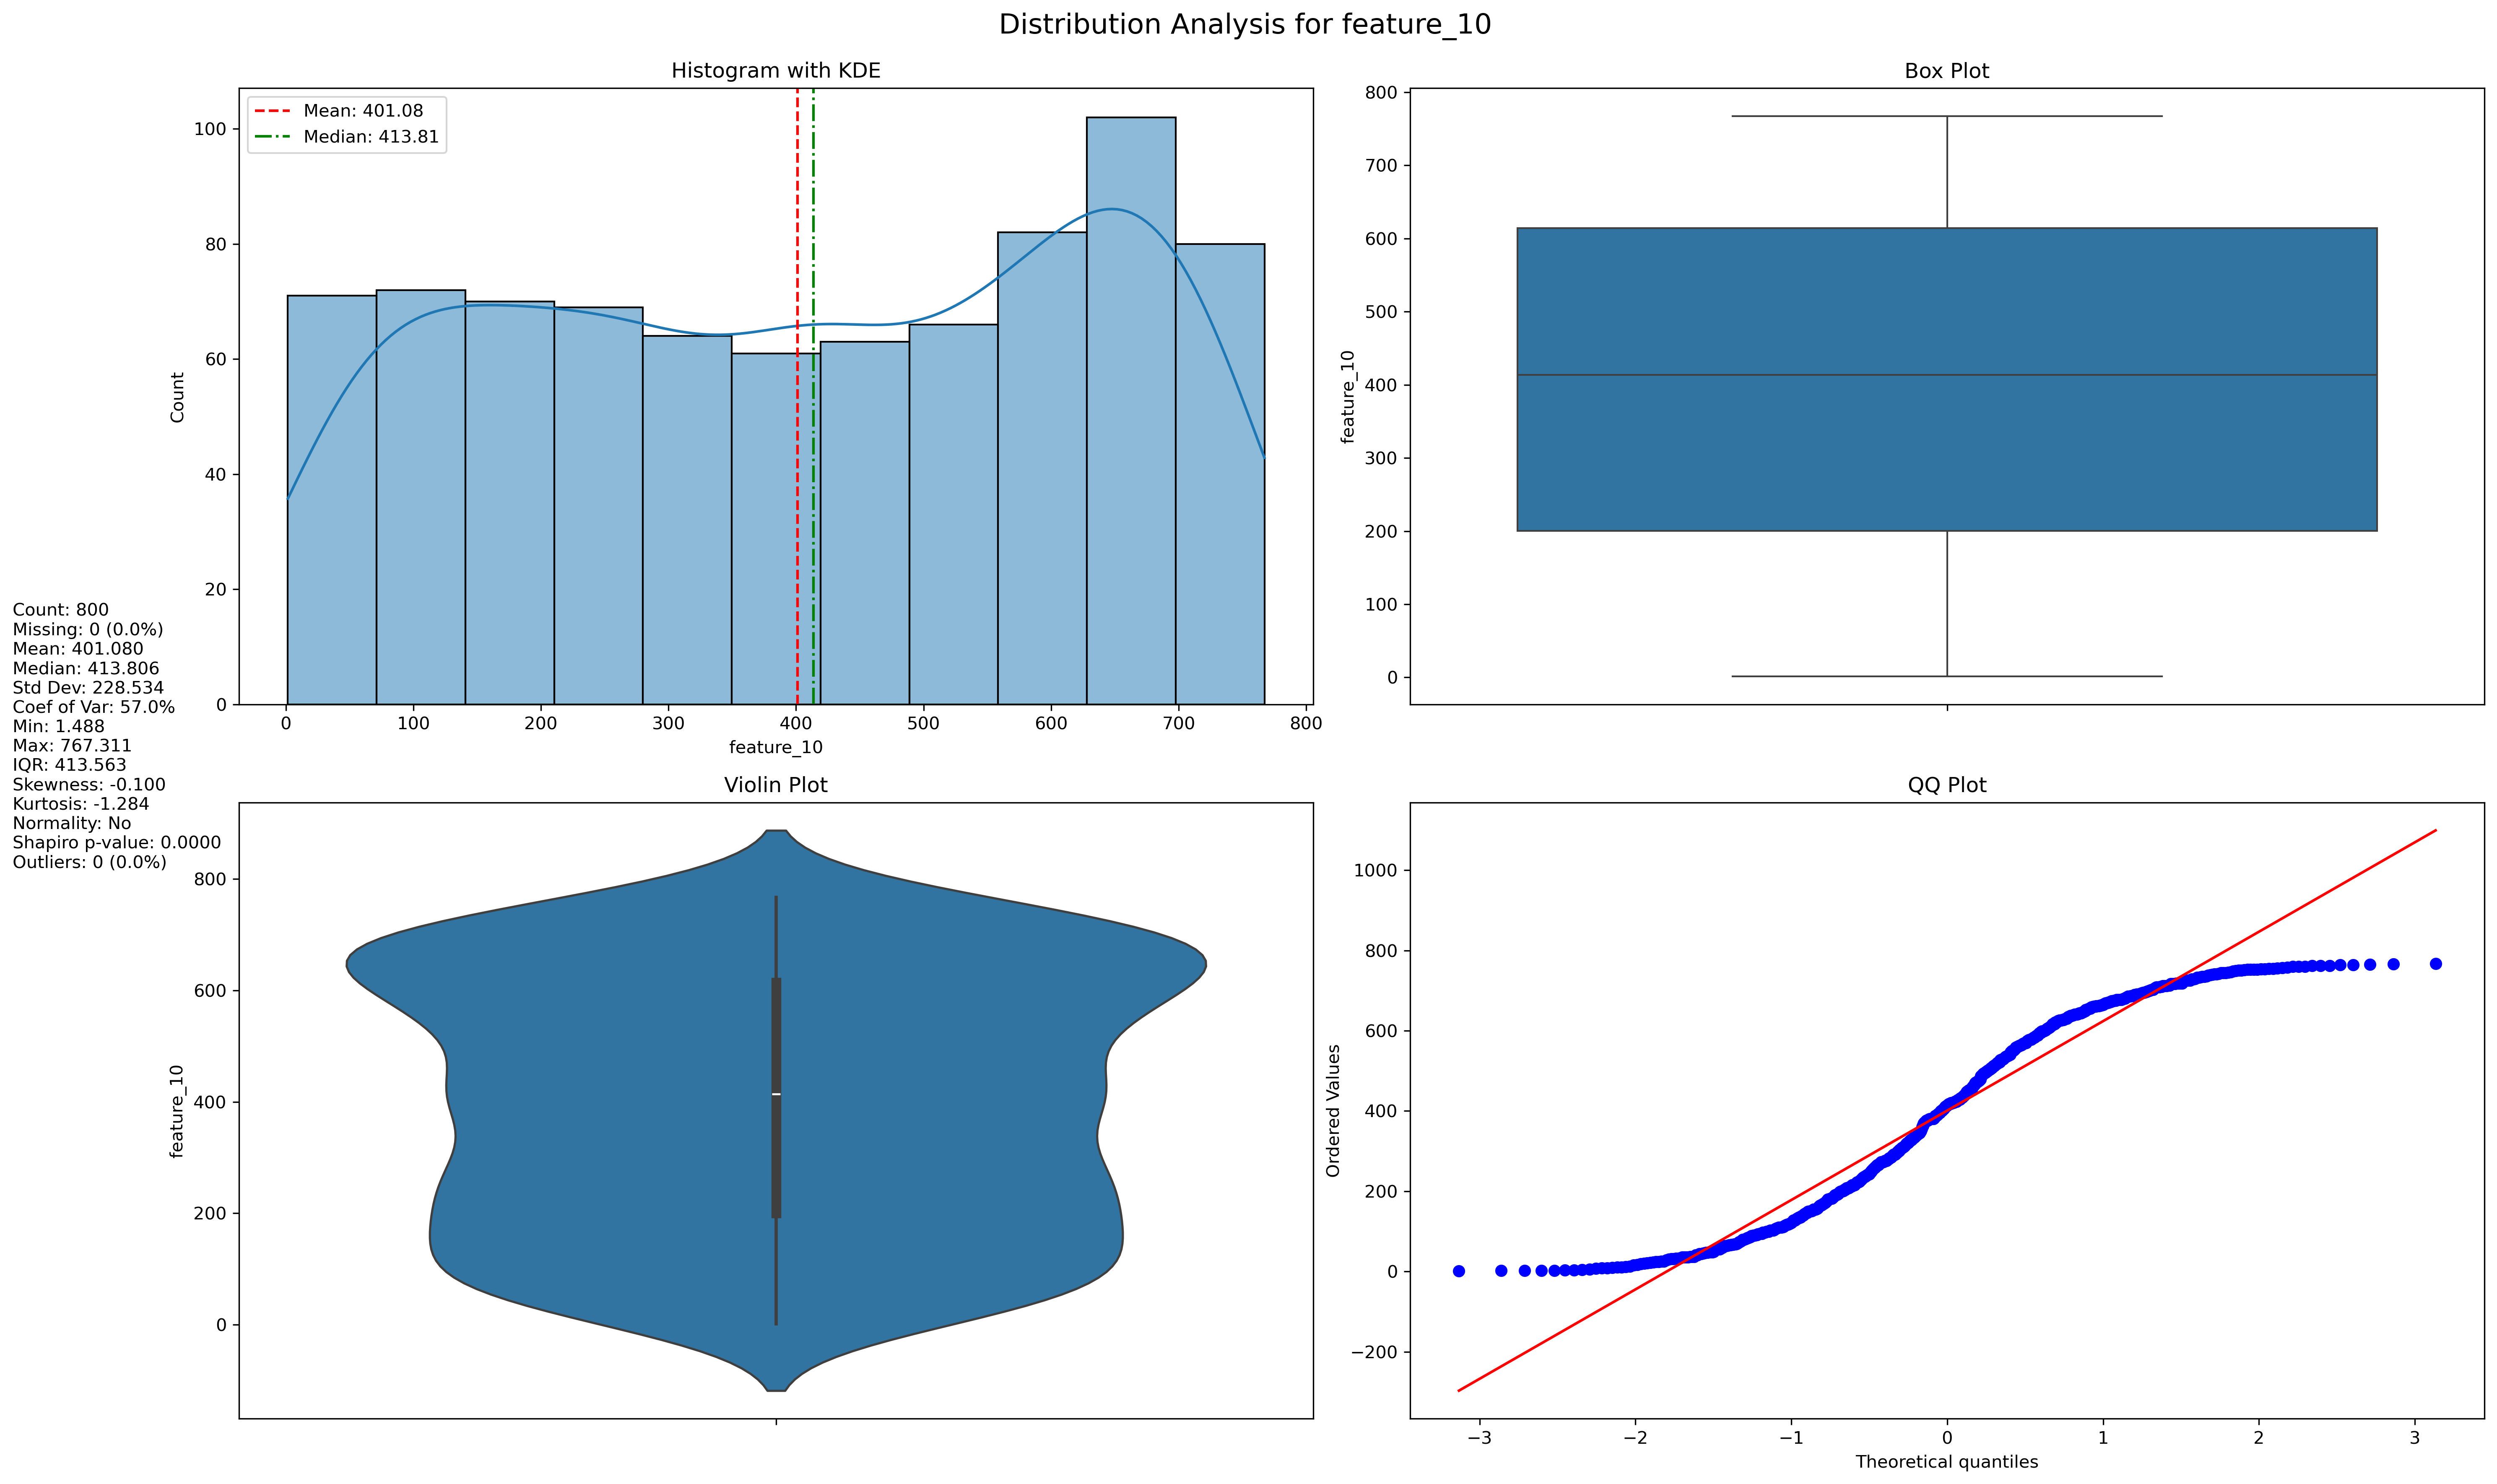 Distribution Analysis for feature_10
Histogram with KDE
Mean: 401.08
Median: 413.81
Count
100
80
60
40
20
0
0 100 200 300 400 500 600 700 800
feature_10
Box Plot
feature_10
800
700
600
500
400
300
200
100
0
Count: 800
Missing: 0 (0.0%)
Mean: 401.080
Median: 413.806
Std Dev: 228.534
Coef of Var: 57.0%
Min: 1.488
Max: 767.311
IQR: 413.563
Skewness: -0.100
Kurtosis: -1.284
Normality: No
Shapiro p-value: 0.0000
Outliers: 0 (0.0%)
Violin Plot
feature_10
800
600
400
200
0
QQ Plot
Ordered Values
1000
800
600
400
200
0
−200
−3 −2 −1 0 1 2 3
Theoretical quantiles